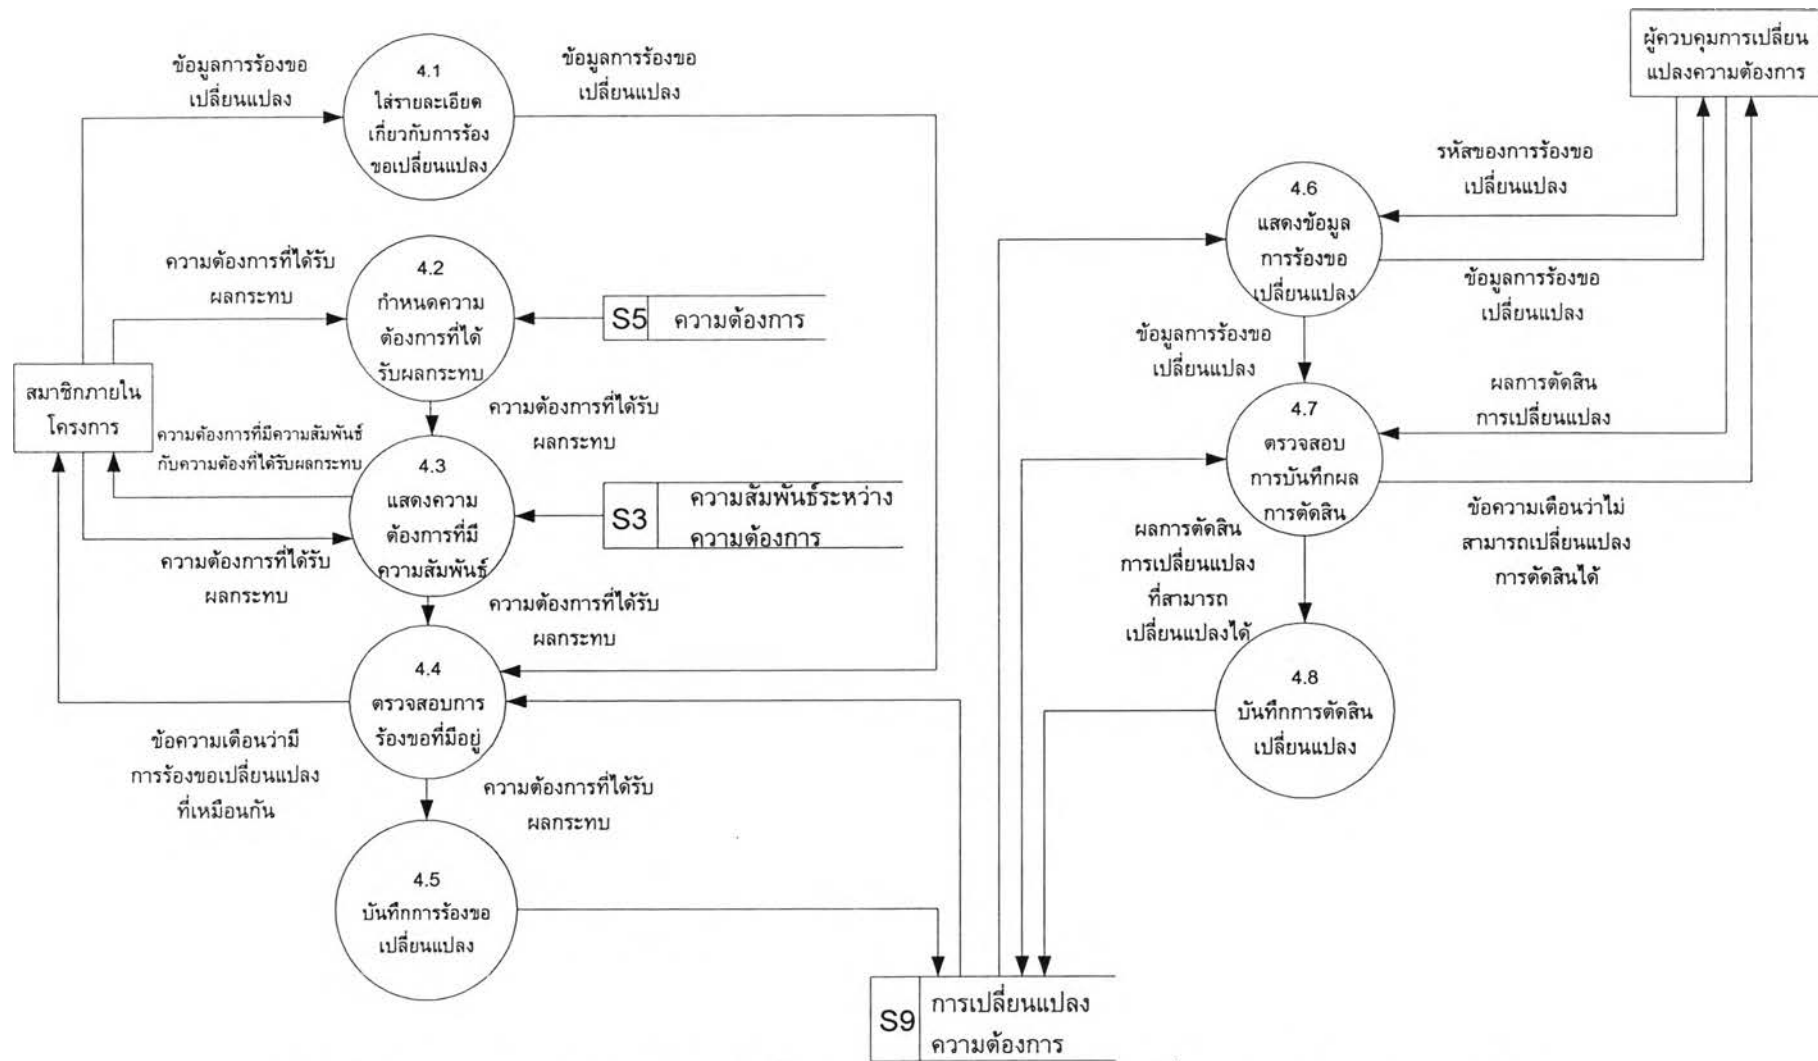 ข้อมูลการร้องขอ
เปลี่ยนแปลง
4.1
ใส่รายละเอียด
เกี่ยวกับการร้อง
ขอเปลี่ยนแปลง
ข้อมูลการร้องขอ
เปลี่ยนแปลง
ความต้องการที่ได้รับ
ผลกระทบ
4.2
กำหนดความ
ต้องการที่ได้
รับผลกระทบ
S5
ความต้องการ
สมาชิกภายใน
โครงการ
ความต้องการที่ได้รับ
ผลกระทบ
ความต้องการที่มีความสัมพันธ์
กับความต้องที่ได้รับผลกระทบ
4.3
แสดงความ
ต้องการที่มี
ความสัมพันธ์
S3
ความสัมพันธ์ระหว่าง
ความต้องการ
ความต้องการที่ได้รับ
ผลกระทบ
ความต้องการที่ได้รับ
ผลกระทบ
4.4
ตรวจสอบการ
ร้องขอที่มีอยู่
ข้อความเตือนว่ามี
การร้องขอเปลี่ยนแปลง
ที่เหมือนกัน
ความต้องการที่ได้รับ
ผลกระทบ
4.5
บันทึกการร้องขอ
เปลี่ยนแปลง
S9
การเปลี่ยนแปลง
ความต้องการ
ผู้ควบคุมการเปลี่ยน
แปลงความต้องการ
รหัสของการร้องขอ
เปลี่ยนแปลง
4.6
แสดงข้อมูล
การร้องขอ
เปลี่ยนแปลง
ข้อมูลการร้องขอ
เปลี่ยนแปลง
ข้อมูลการร้องขอ
เปลี่ยนแปลง
ผลการตัดสิน
การเปลี่ยนแปลง
4.7
ตรวจสอบ
การบันทึกผล
การตัดสิน
ข้อความเตือนว่าไม่
สามารถเปลี่ยนแปลง
การตัดสินได้
ผลการตัดสิน
การเปลี่ยนแปลง
ที่สามารถ
เปลี่ยนแปลงได้
4.8
บันทึกการตัดสิน
เปลี่ยนแปลง